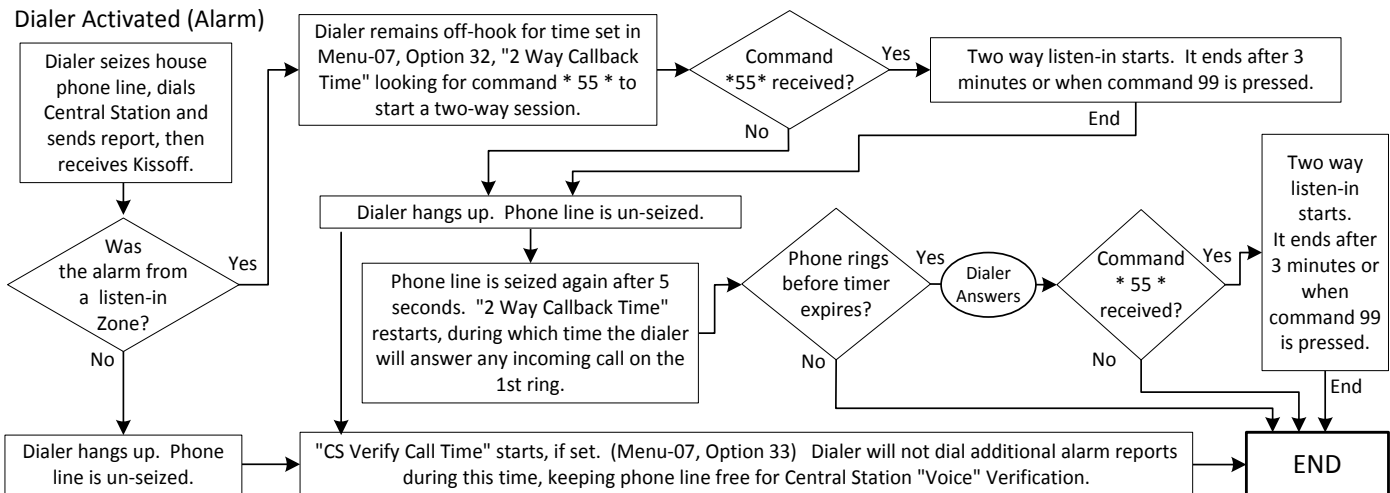 Dialer Activated (Alarm)
Dialer seizes house
phone line, dials
Central Station and
sends report, then
receives Kissoff.
Was
the alarm from
a listen-in
Zone?
Yes
No
Dialer hangs up. Phone
line is un-seized.
Dialer remains off-hook for time set in
Menu-07, Option 32, "2 Way Callback
Time" looking for command * 55 * to
start a two-way session.
Command
*55* received?
Yes
No
Two way listen-in starts. It ends after 3
minutes or when command 99 is pressed.
End
Dialer hangs up. Phone line is un-seized.
Phone line is seized again after 5
seconds. "2 Way Callback Time"
restarts, during which time the dialer
will answer any incoming call on the
1st ring.
Phone rings
before timer
expires?
Yes
No
Dialer
Answers
Command
* 55 *
received?
Yes
No
Two way
listen-in
starts.
It ends after
3 minutes or
when
command 99
is pressed.
End
"CS Verify Call Time" starts, if set. (Menu-07, Option 33) Dialer will not dial additional alarm reports
during this time, keeping phone line free for Central Station "Voice" Verification.
END